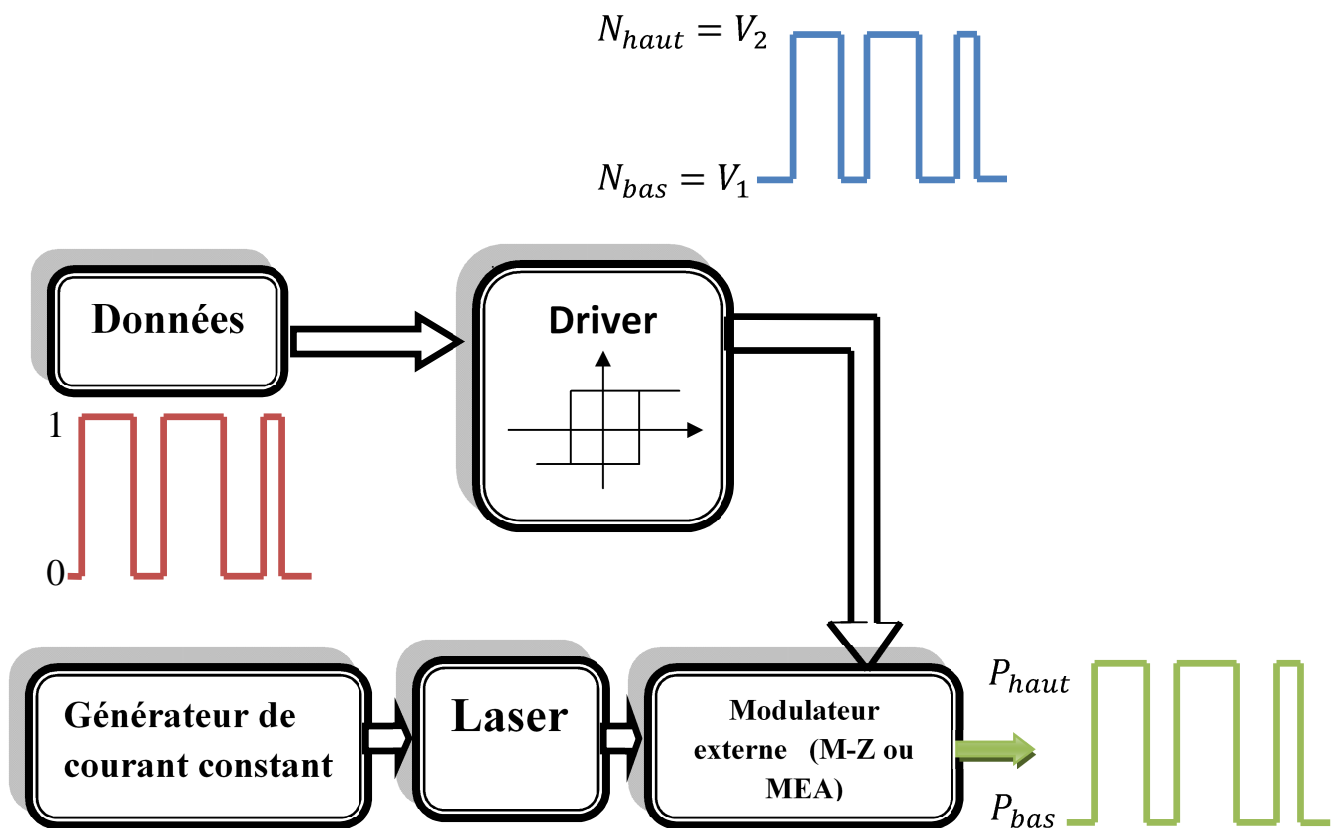 N_haut = V_2
N_bas = V_1
Données
Driver
1
0
Générateur de
courant constant
Laser
Modulateur
externe (M-Z ou
MEA)
P_haut
P_bas